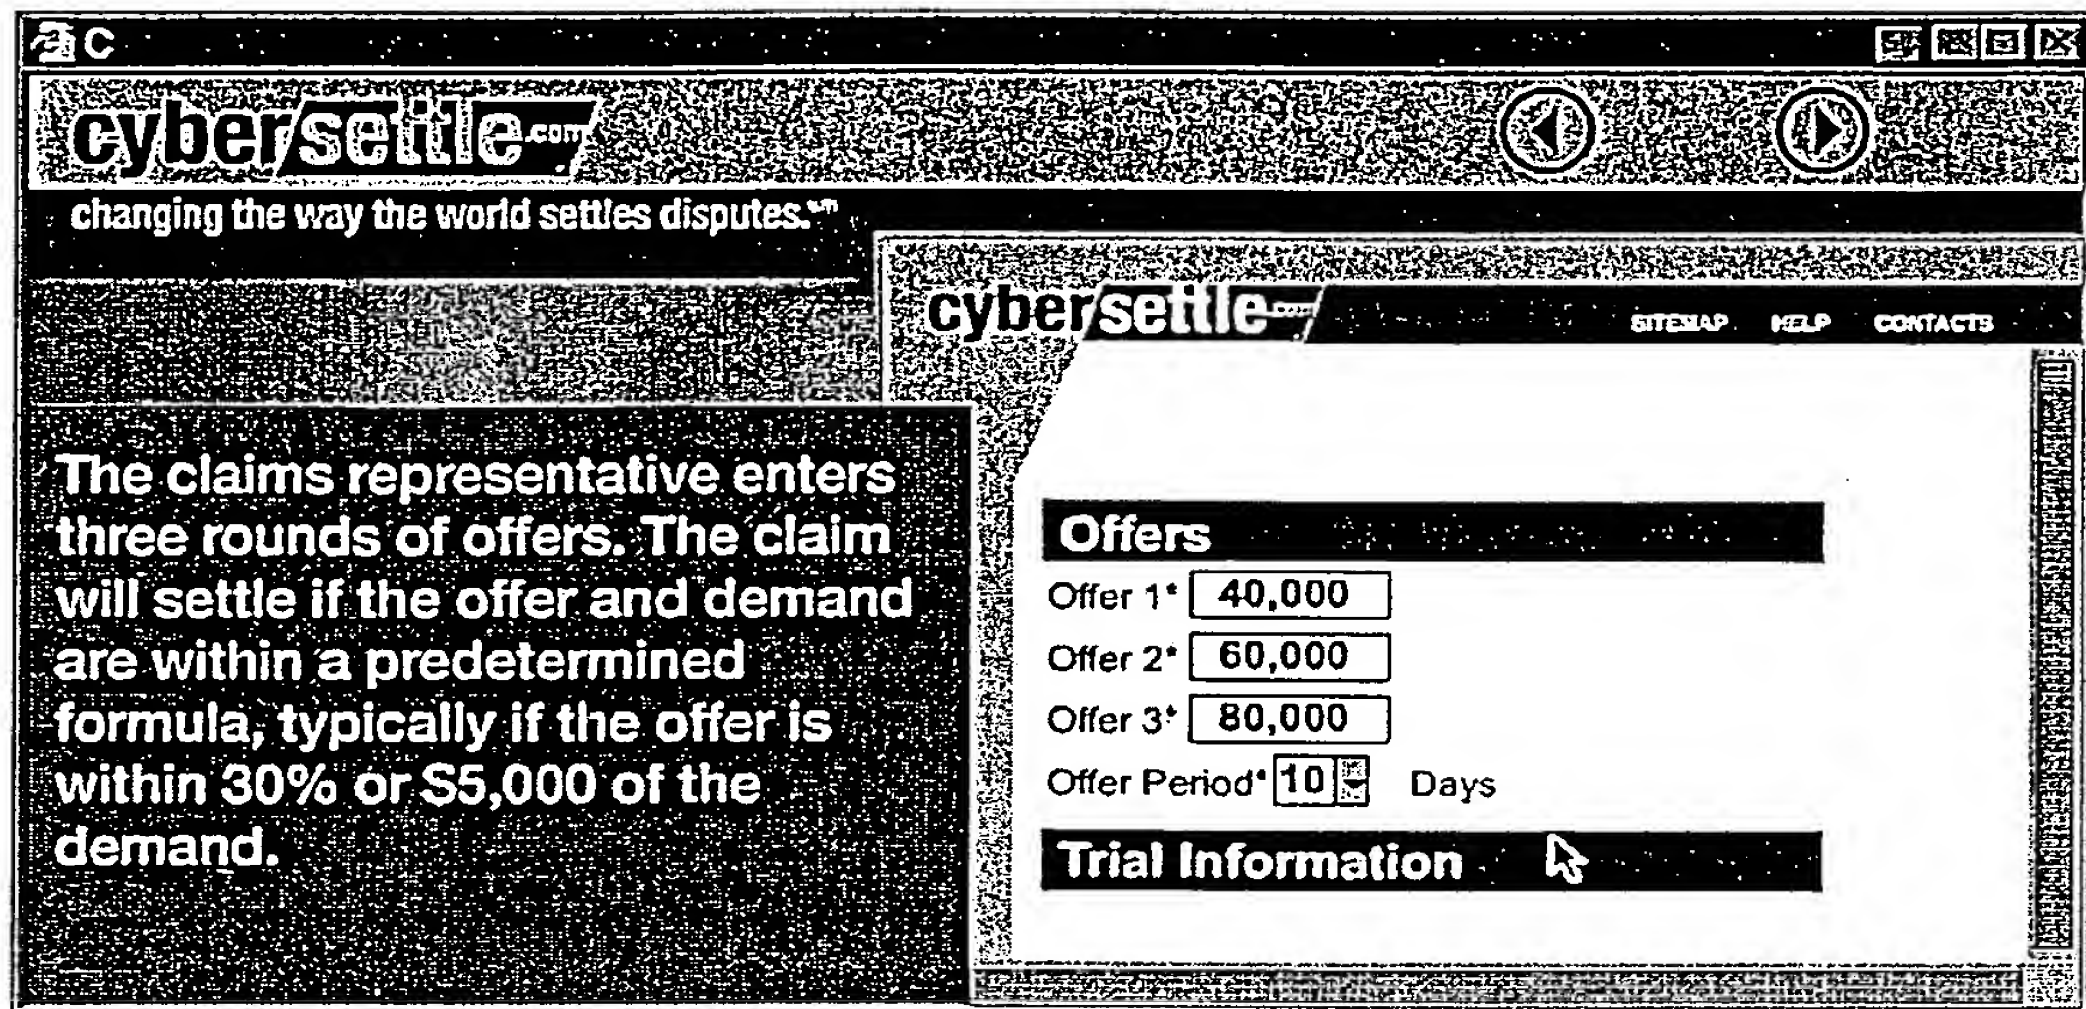 C
cybersettle.com
changing the way the world settles disputes.℠
cybersettle.com
SITEMAP HELP CONTACTS
The claims representative enters
three rounds of offers. The claim
will settle if the offer and demand
are within a predetermined
formula, typically if the offer is
within 30% or $5,000 of the
demand.
Offers
Offer 1* 40,000
Offer 2* 60,000
Offer 3* 80,000
Offer Period* 10 Days
Trial Information